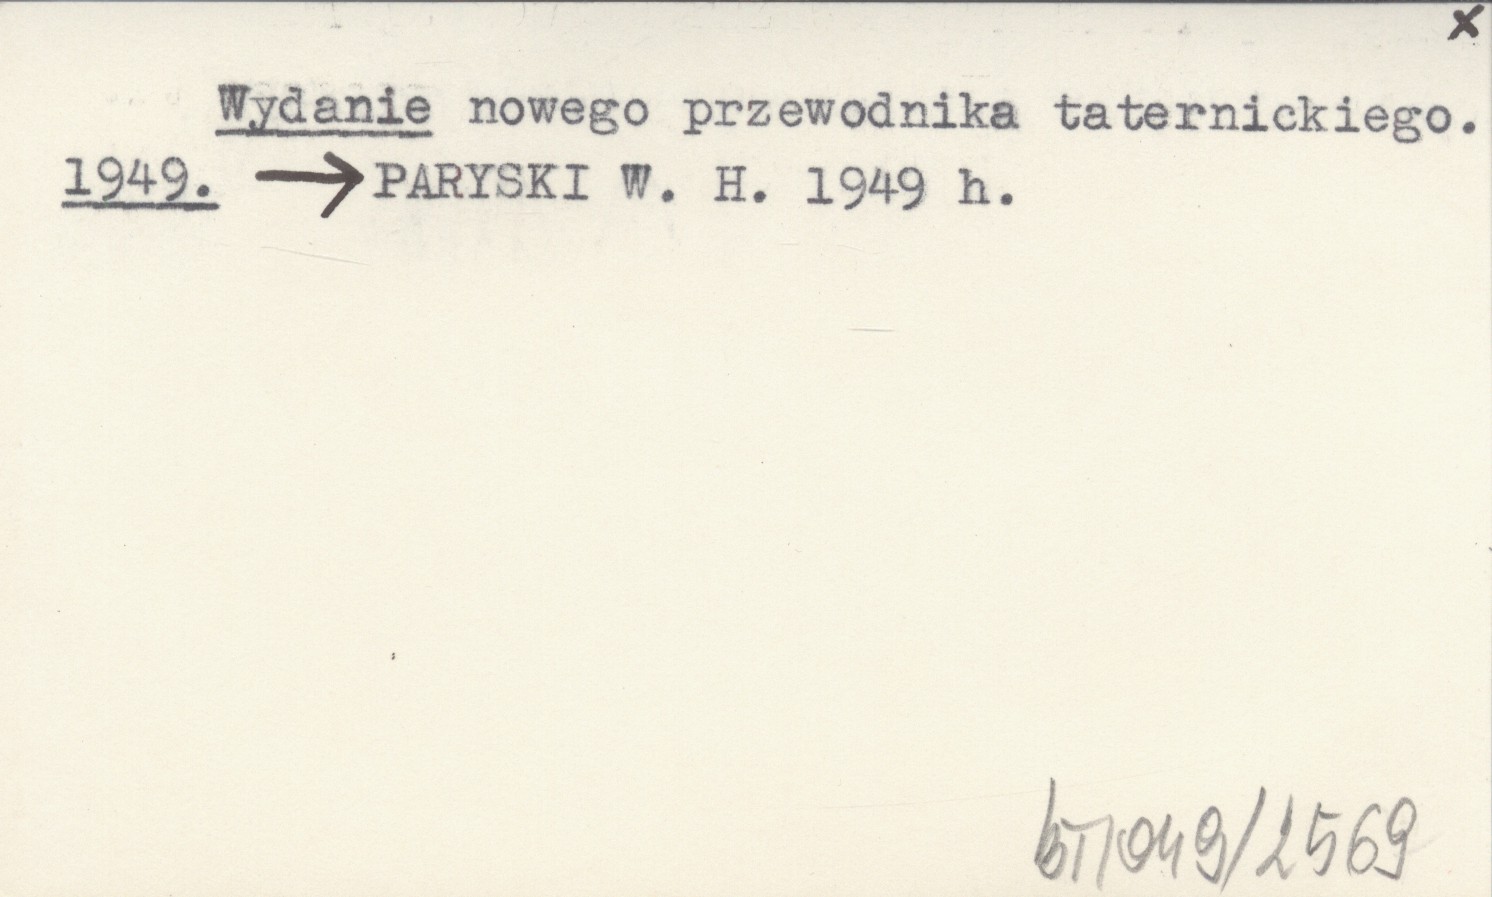 x
Wydanie nowego przewodnika taternickiego.
1949. → PARYSKI W. H. 1949 h.
bT1949/2569